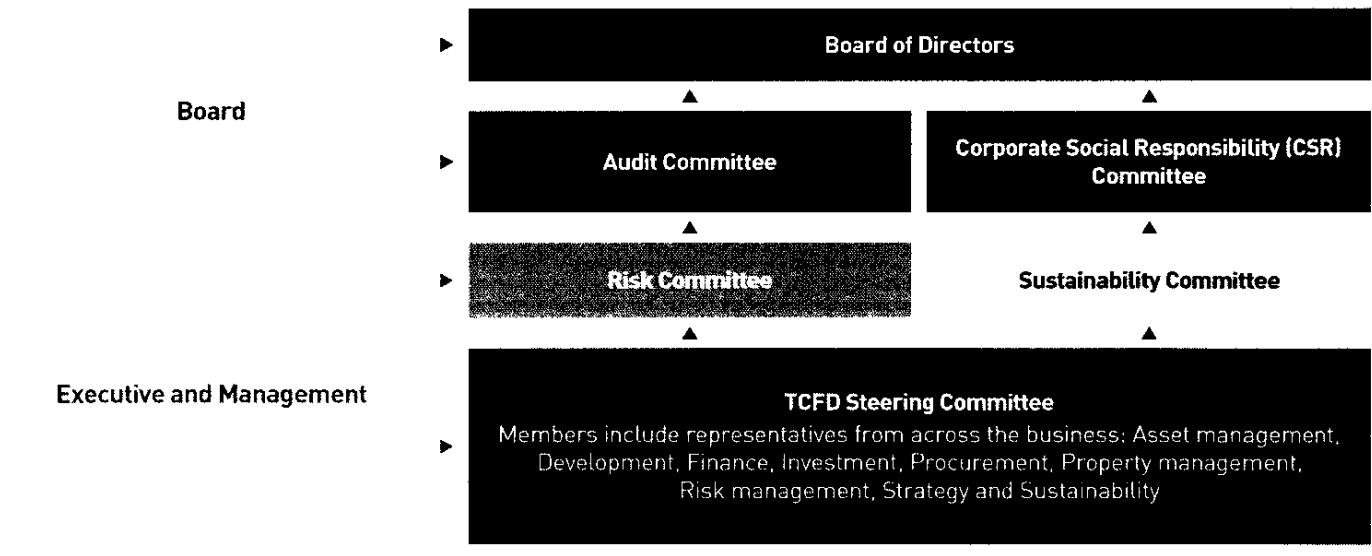 Board of Directors
Board
Audit Committee
Corporate Social Responsibility (CSR)
Committee
Risk Committee
Sustainability Committee
Executive and Management
TCFD Steering Committee
Members include representatives from across the business: Asset management,
Development, Finance, Investment, Procurement, Property management,
Risk management, Strategy and Sustainability